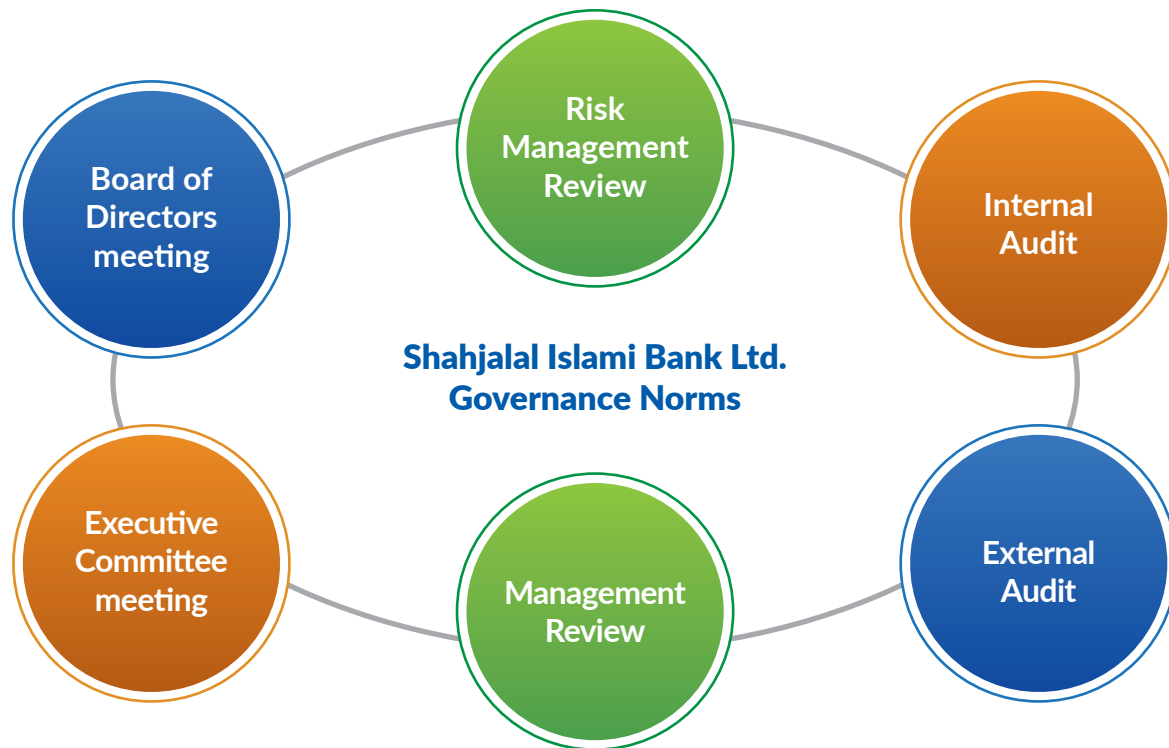 Risk
Management
Review
Board of
Directors
meeting
Internal
Audit
Shahjalal Islami Bank Ltd.
Governance Norms
Executive
Committee
meeting
Management
Review
External
Audit